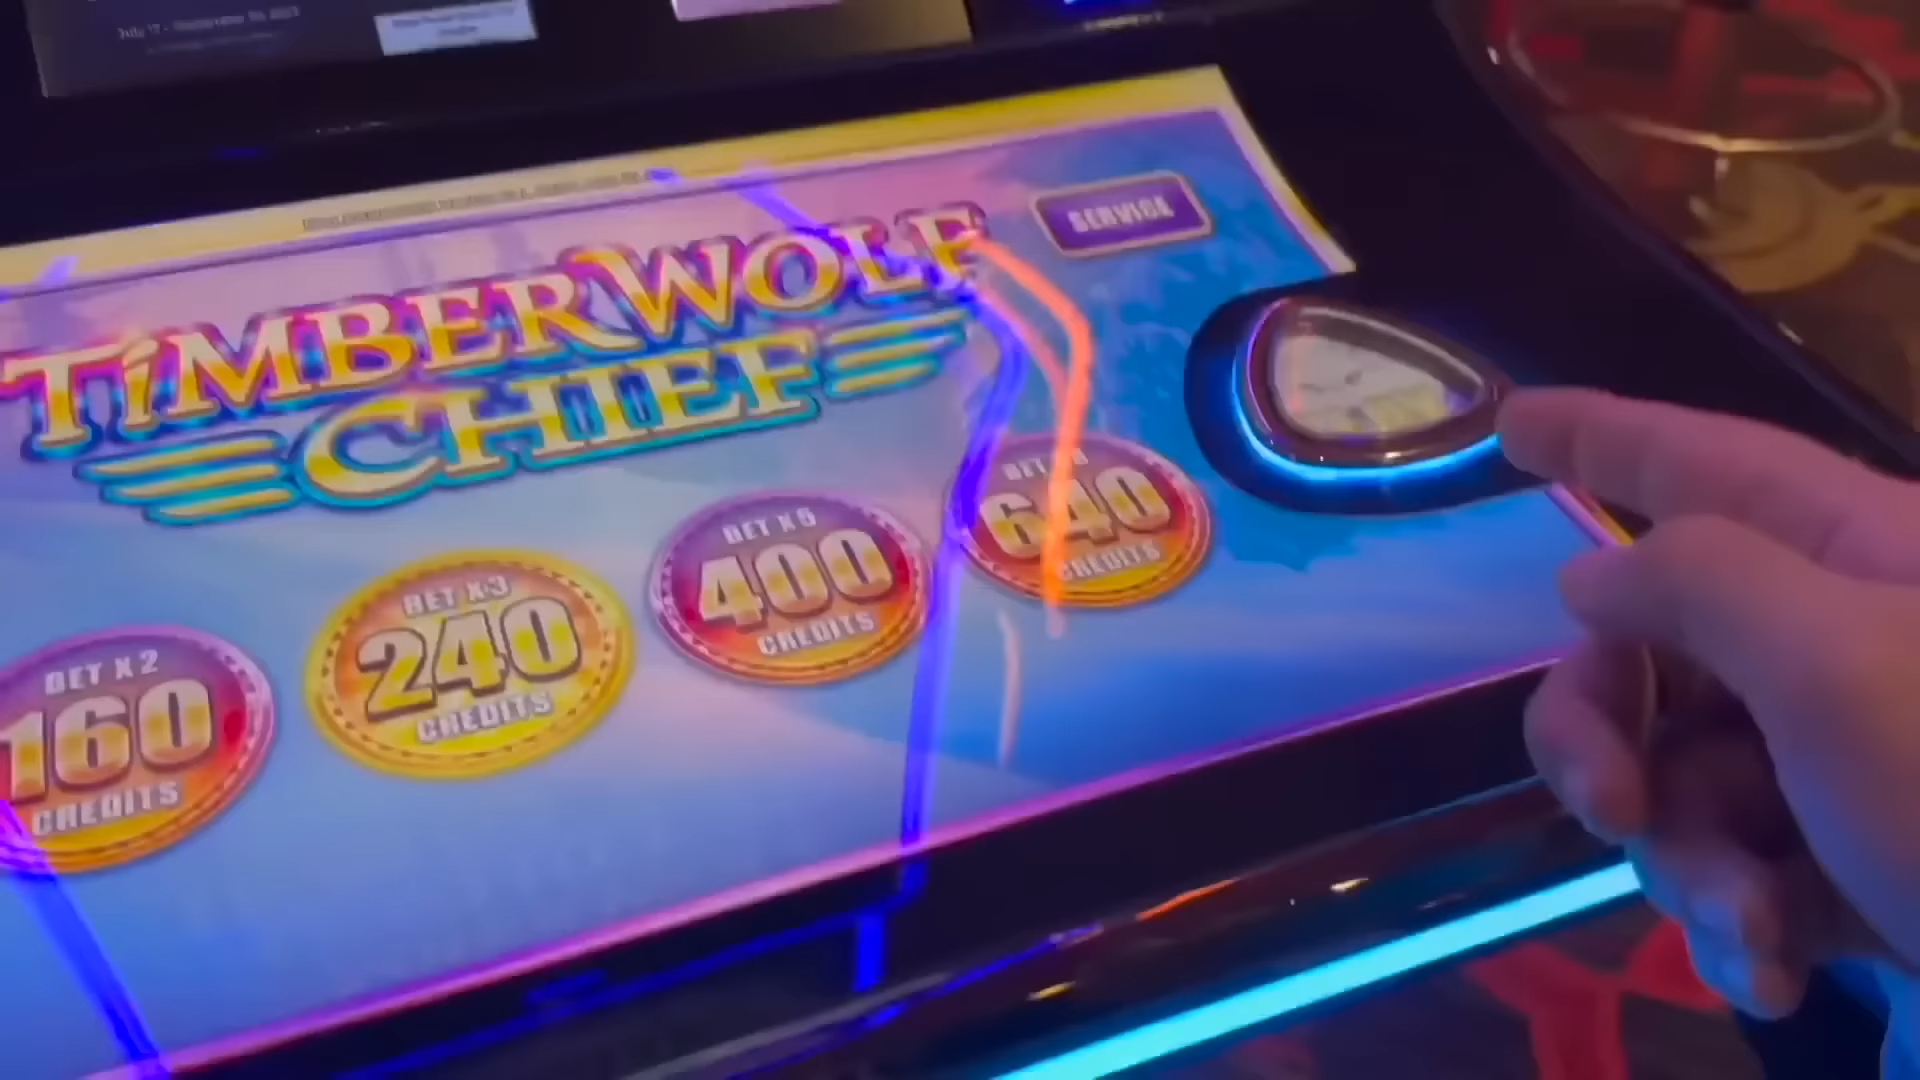 TiMBERWOLF
CHIEF
SERVICE
BET X 2
160
CREDITS
BET X 3
240
CREDITS
BET X 5
400
CREDITS
640
CREDITS